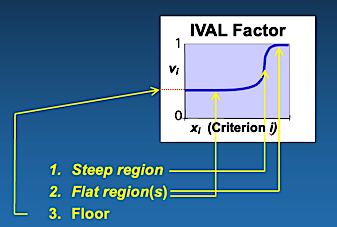 IVAL Factor
1
vi
0
xi (Criterion i)
1. Steep region
2. Flat region(s)
3. Floor